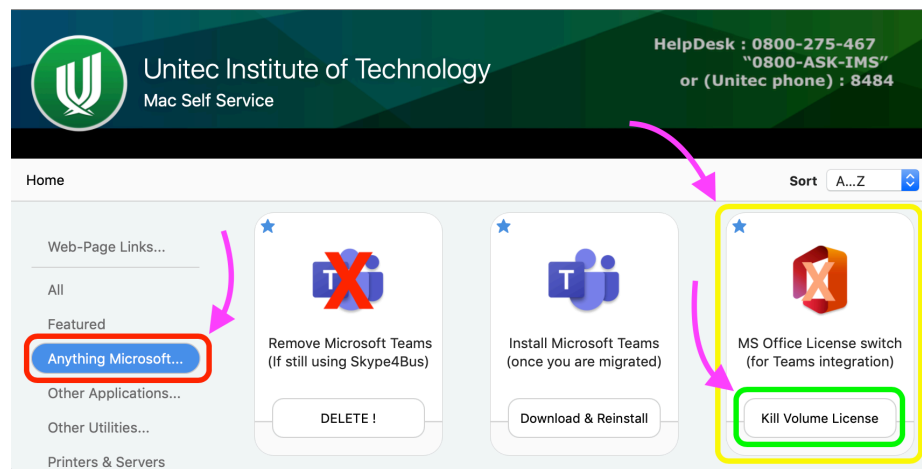 HelpDesk : 0800-275-467
"0800-ASK-IMS"
or (Unitec phone) : 8484
Unitec Institute of Technology
Mac Self Service
Home
Sort A...Z
Web-Page Links...
All
Featured
Anything Microsoft...
Other Applications...
Other Utilities...
Printers & Servers
T
X
Remove Microsoft Teams
(If still using Skype4Bus)
DELETE !
T
Install Microsoft Teams
(once you are migrated)
Download & Reinstall
X
MS Office License switch
(for Teams integration)
Kill Volume License